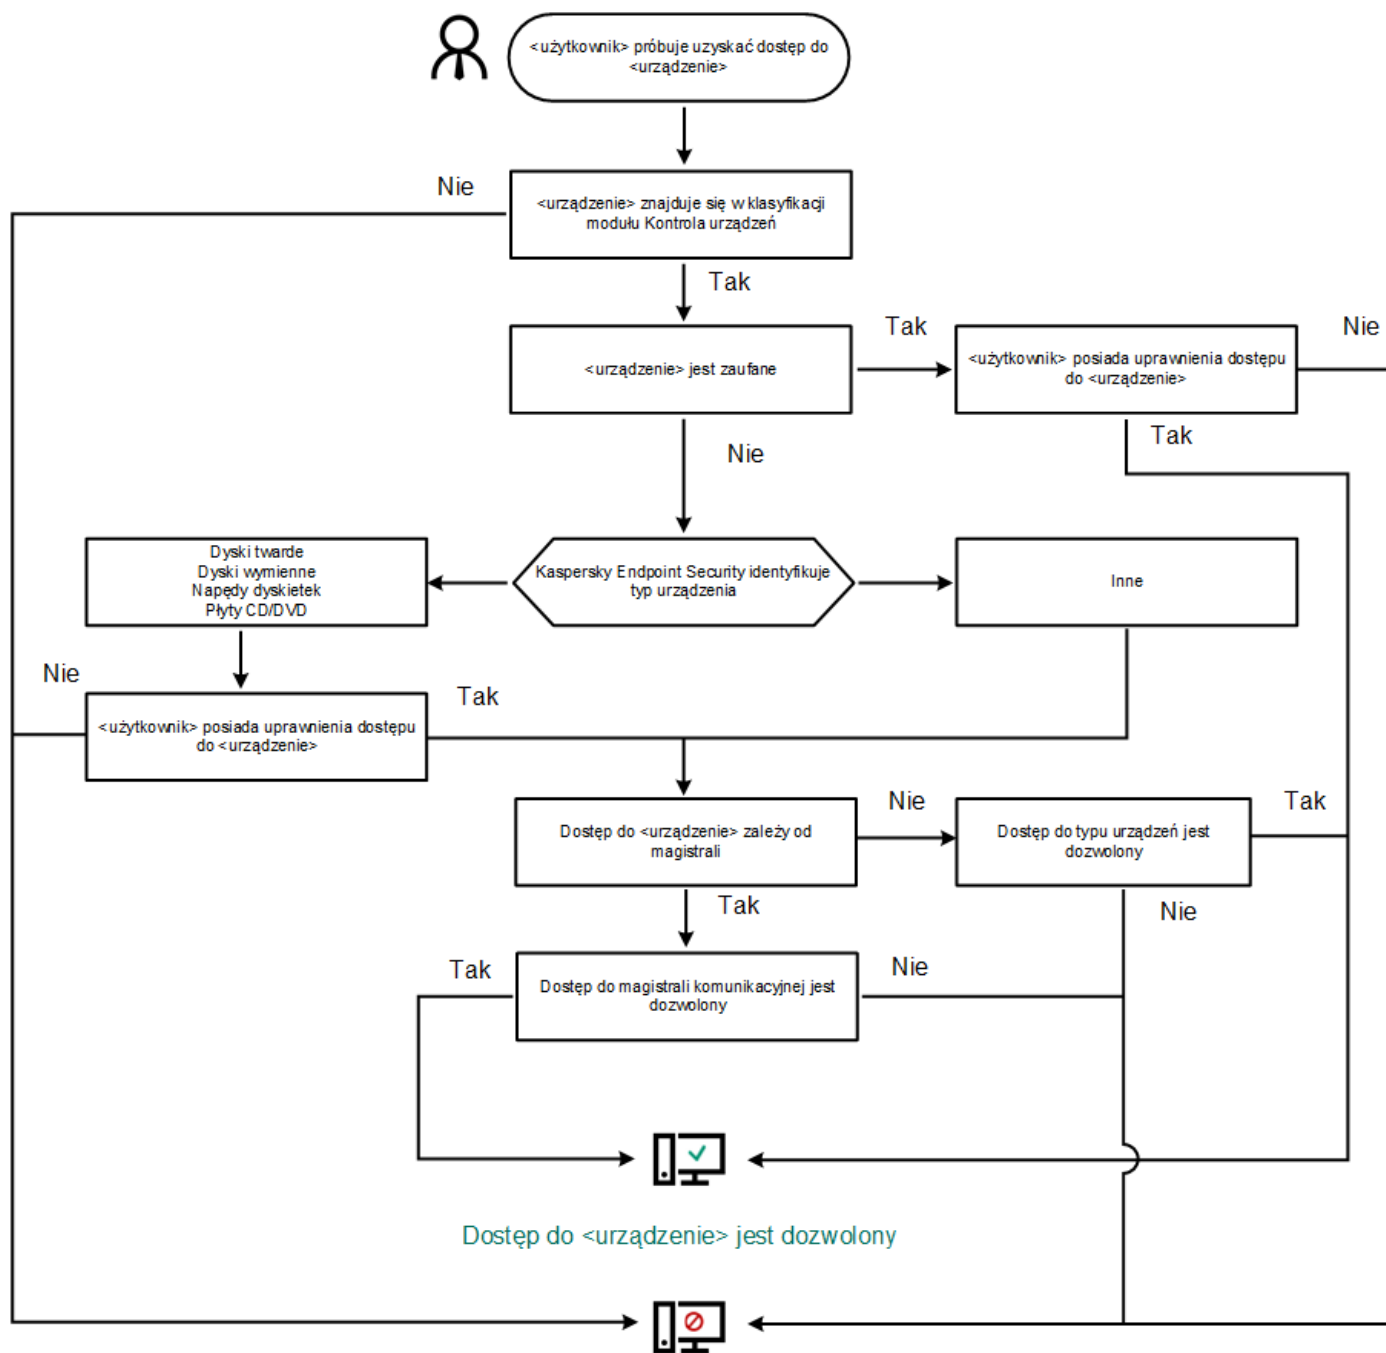 <użytkownik> próbuje uzyskać dostęp do
<urządzenie>
Nie
<urządzenie> znajduje się w klasyfikacji
modułu Kontrola urządzeń
Tak
<urządzenie> jest zaufane
Tak
<użytkownik> posiada uprawnienia dostępu
do <urządzenie>
Nie
Nie
Tak
Dyski twarde
Dyski wymienne
Napędy dyskietek
Płyty CD/DVD
Kaspersky Endpoint Security identyfikuje
typ urządzenia
Inne
Nie
<użytkownik> posiada uprawnienia dostępu
do <urządzenie>
Tak
Dostęp do <urządzenie> zależy od
magistrali
Nie
Dostęp do typu urządzeń jest
dozwolony
Tak
Tak
Nie
Tak
Dostęp do magistrali komunikacyjnej jest
dozwolony
Nie
Dostęp do <urządzenie> jest dozwolony